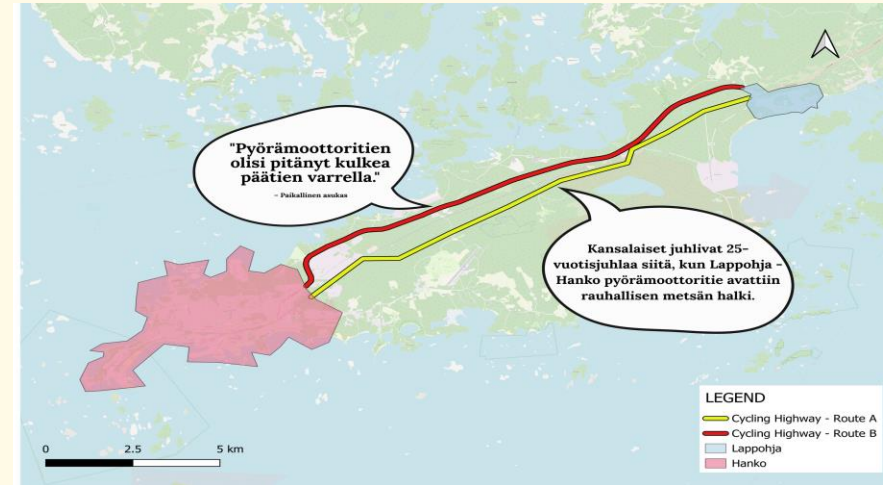 "Pyörämoottoritien
olisi pitänyt kulkea
päätien varrella."
– Paikallinen asukas
Kansalaiset juhlivat 25–
vuotisjuhlaa siitä, kun Lappohja –
Hanko pyörämoottoritie avattiin
rauhallisen metsän halki.
LEGEND
Cycling Highway - Route A
Cycling Highway - Route B
Lappohja
Hanko
0 2.5 5 km